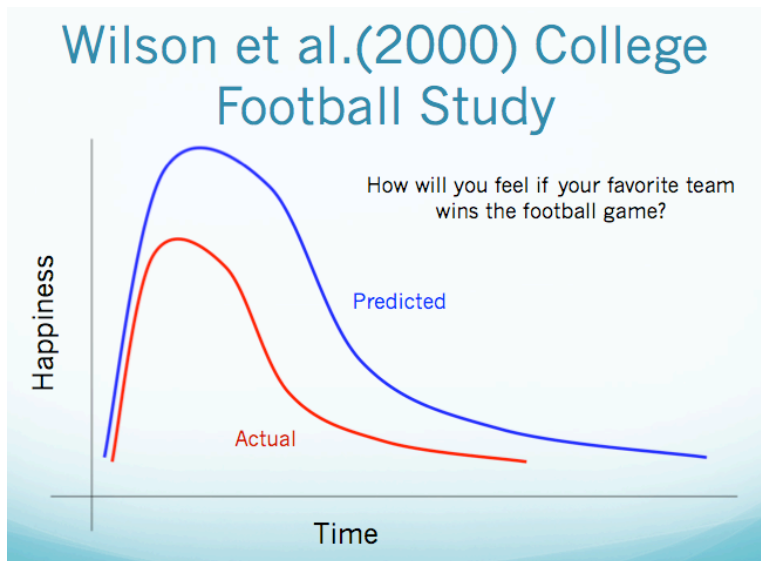 Wilson et al.(2000) College
Football Study
How will you feel if your favorite team
wins the football game?
Happiness
Predicted
Actual
Time